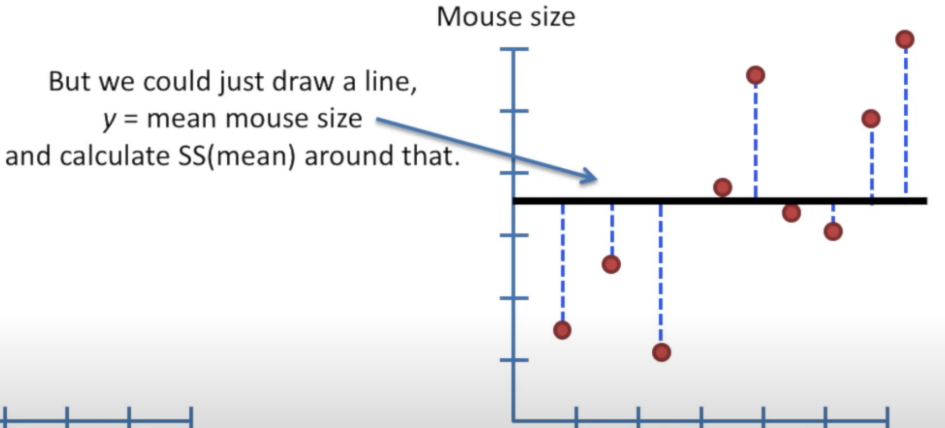 Mouse size
But we could just draw a line,
y = mean mouse size
and calculate SS(mean) around that.